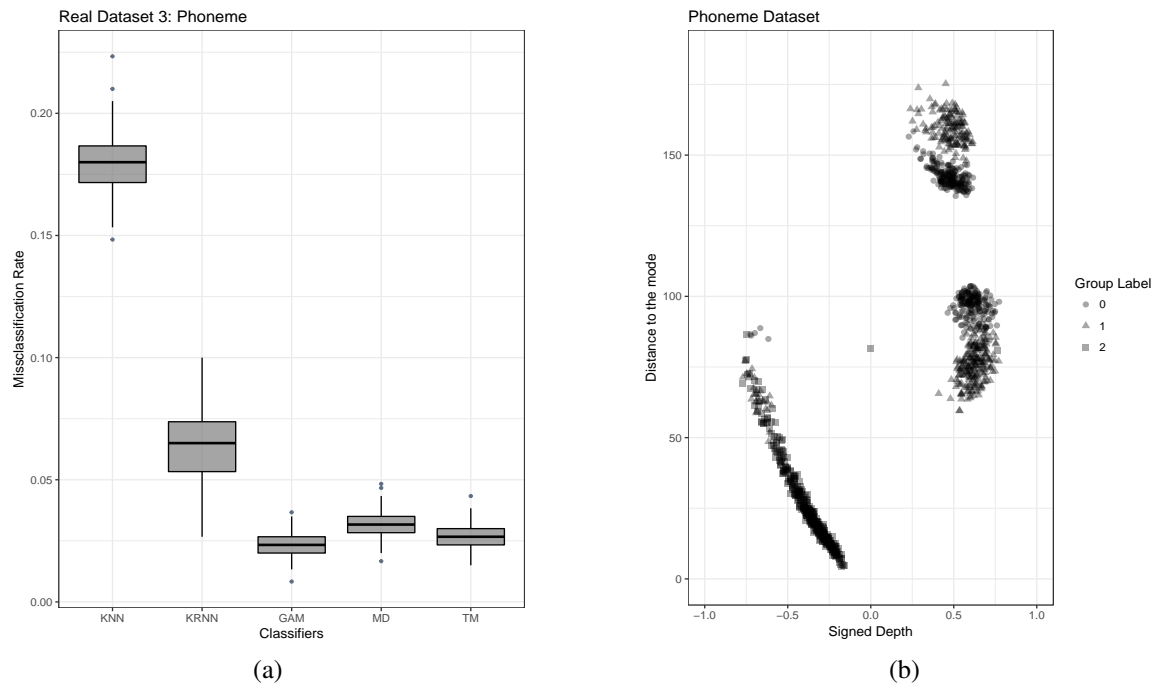 Real Dataset 3: Phoneme
Missclassification Rate
0.20
0.15
0.10
0.05
0.00
KNN KRNN GAM MD TM
Classifiers
(a)
Phoneme Dataset
Distance to the mode
150
100
50
0
−1.0 −0.5 0.0 0.5 1.0
Signed Depth
Group Label
0
1
2
(b)